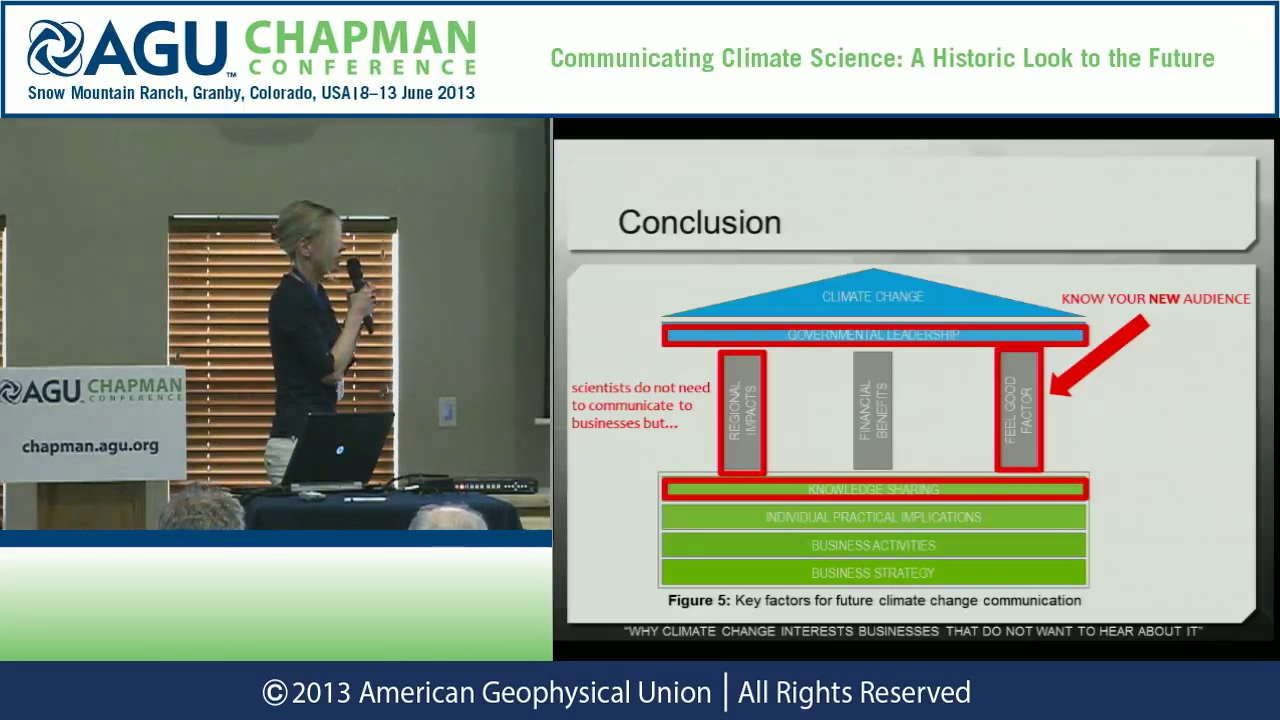 AGU CHAPMAN
CONFERENCE
Snow Mountain Ranch, Granby, Colorado, USA|8–13 June 2013
Communicating Climate Science: A Historic Look to the Future
AGU CHAPMAN
CONFERENCE
chapman.agu.org
Conclusion
CLIMATE CHANGE
KNOW YOUR NEW AUDIENCE
GOVERNMENTAL LEADERSHIP
scientists do not need
to communicate to
businesses but...
REGIONAL
IMPACTS
FINANCIAL
BENEFITS
FEEL GOOD
FACTOR
KNOWLEDGE SHARING
INDIVIDUAL PRACTICAL IMPLICATIONS
BUSINESS ACTIVITIES
BUSINESS STRATEGY
Figure 5: Key factors for future climate change communication
"WHY CLIMATE CHANGE INTERESTS BUSINESSES THAT DO NOT WANT TO HEAR ABOUT IT"
©2013 American Geophysical Union | All Rights Reserved